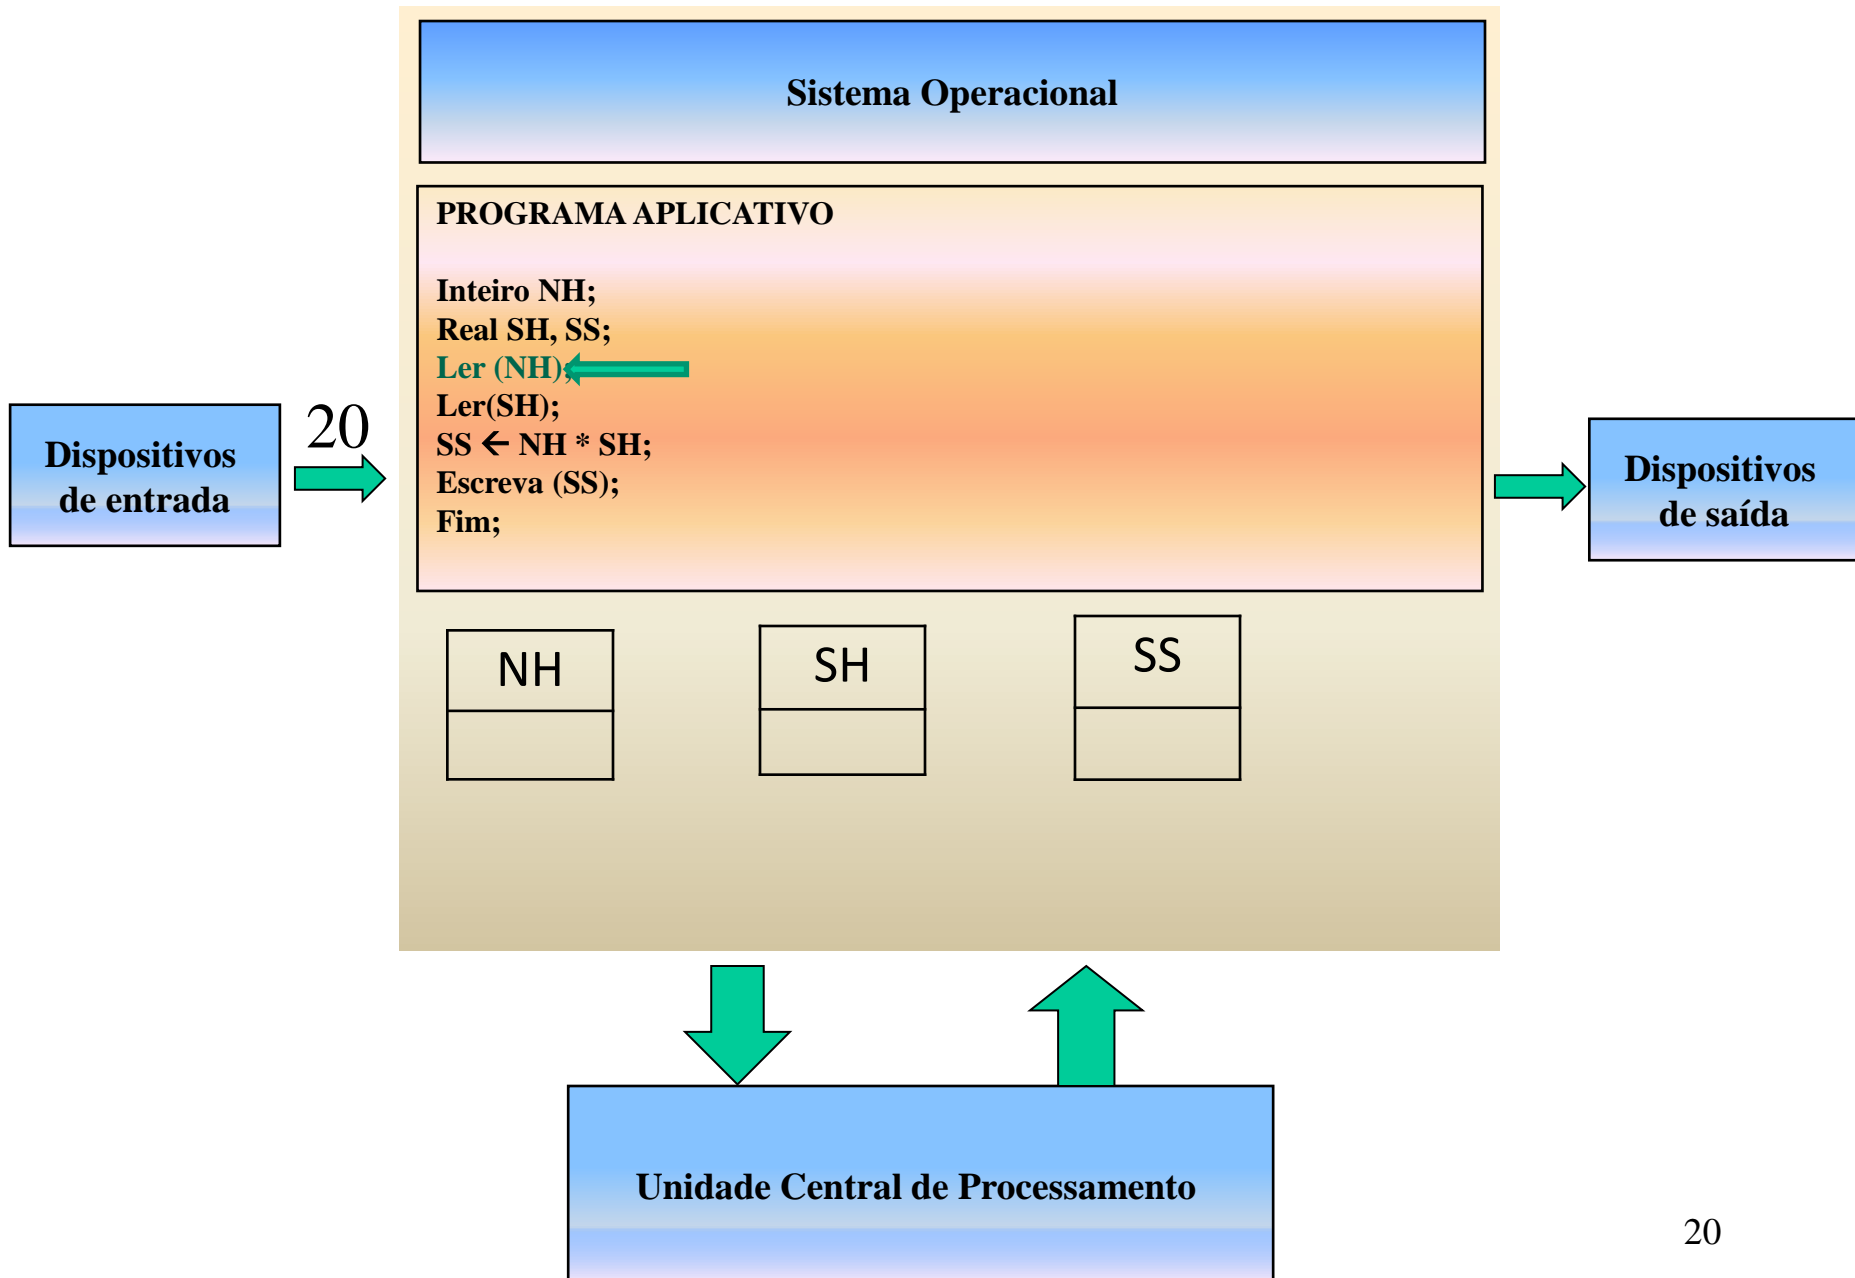 Sistema Operacional
PROGRAMA APLICATIVO
Inteiro NH;
Real SH, SS;
Ler (NH);
Ler(SH);
SS ← NH * SH;
Escreva (SS);
Fim;
Dispositivos
de entrada
20
Dispositivos
de saída
NH
SH
SS
Unidade Central de Processamento
20